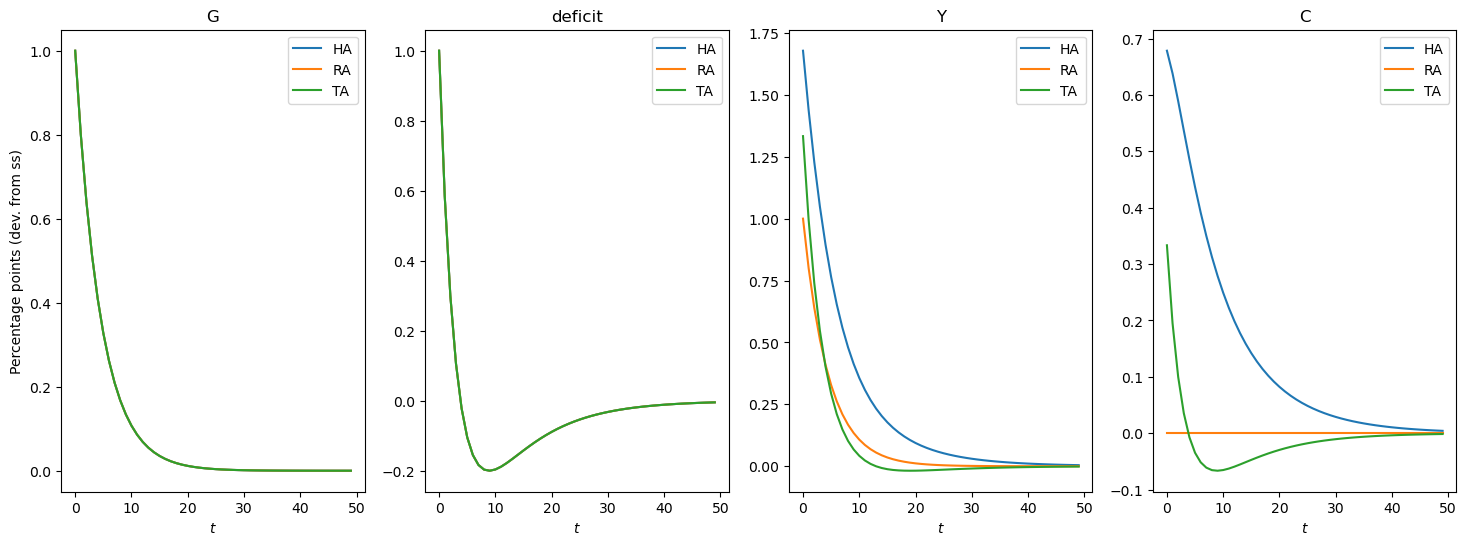 G
1.0
0.8
0.6
0.4
0.2
0.0
Percentage points (dev. from ss)
0 10 20 30 40 50
t
HA
RA
TA
deficit
1.0
0.8
0.6
0.4
0.2
0.0
−0.2
0 10 20 30 40 50
t
HA
RA
TA
Y
1.75
1.50
1.25
1.00
0.75
0.50
0.25
0.00
0 10 20 30 40 50
t
HA
RA
TA
C
0.7
0.6
0.5
0.4
0.3
0.2
0.1
0.0
−0.1
0 10 20 30 40 50
t
HA
RA
TA